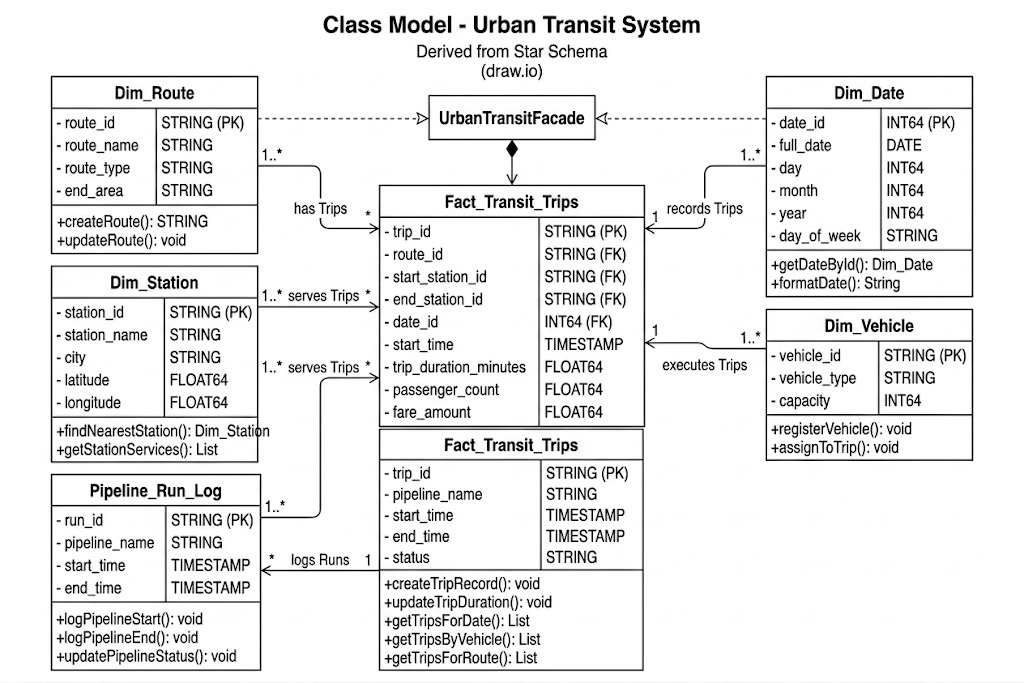 Class Model - Urban Transit System
Derived from Star Schema
(draw.io)
Dim_Route
- route_id STRING (PK)
- route_name STRING
- route_type STRING
- end_area STRING
+createRoute(): STRING
+updateRoute(): void
UrbanTransitFacade
Dim_Date
- date_id INT64 (PK)
- full_date DATE
- day INT64
- month INT64
- year INT64
- day_of_week STRING
+getDateById(): Dim_Date
+formatDate(): String
1..* has Trips *
1 records Trips 1..*
Fact_Transit_Trips
- trip_id STRING (PK)
- route_id STRING (FK)
- start_station_id STRING (FK)
- end_station_id STRING (FK)
- date_id INT64 (FK)
- start_time TIMESTAMP
- trip_duration_minutes FLOAT64
- passenger_count FLOAT64
- fare_amount FLOAT64
Dim_Station
- station_id STRING (PK)
- station_name STRING
- city STRING
- latitude FLOAT64
- longitude FLOAT64
+findNearestStation(): Dim_Station
+getStationServices(): List
1..* serves Trips *
1..* serves Trips *
1 executes Trips 1..*
Dim_Vehicle
- vehicle_id STRING (PK)
- vehicle_type STRING
- capacity INT64
+registerVehicle(): void
+assignToTrip(): void
Pipeline_Run_Log
- run_id STRING (PK)
- pipeline_name STRING
- start_time TIMESTAMP
- end_time TIMESTAMP
+logPipelineStart(): void
+logPipelineEnd(): void
+updatePipelineStatus(): void
1..*
* logs Runs 1
Fact_Transit_Trips
- trip_id STRING (PK)
- pipeline_name STRING
- start_time TIMESTAMP
- end_time TIMESTAMP
- status STRING
+createTripRecord(): void
+updateTripDuration(): void
+getTripsForDate(): List
+getTripsByVehicle(): List
+getTripsForRoute(): List